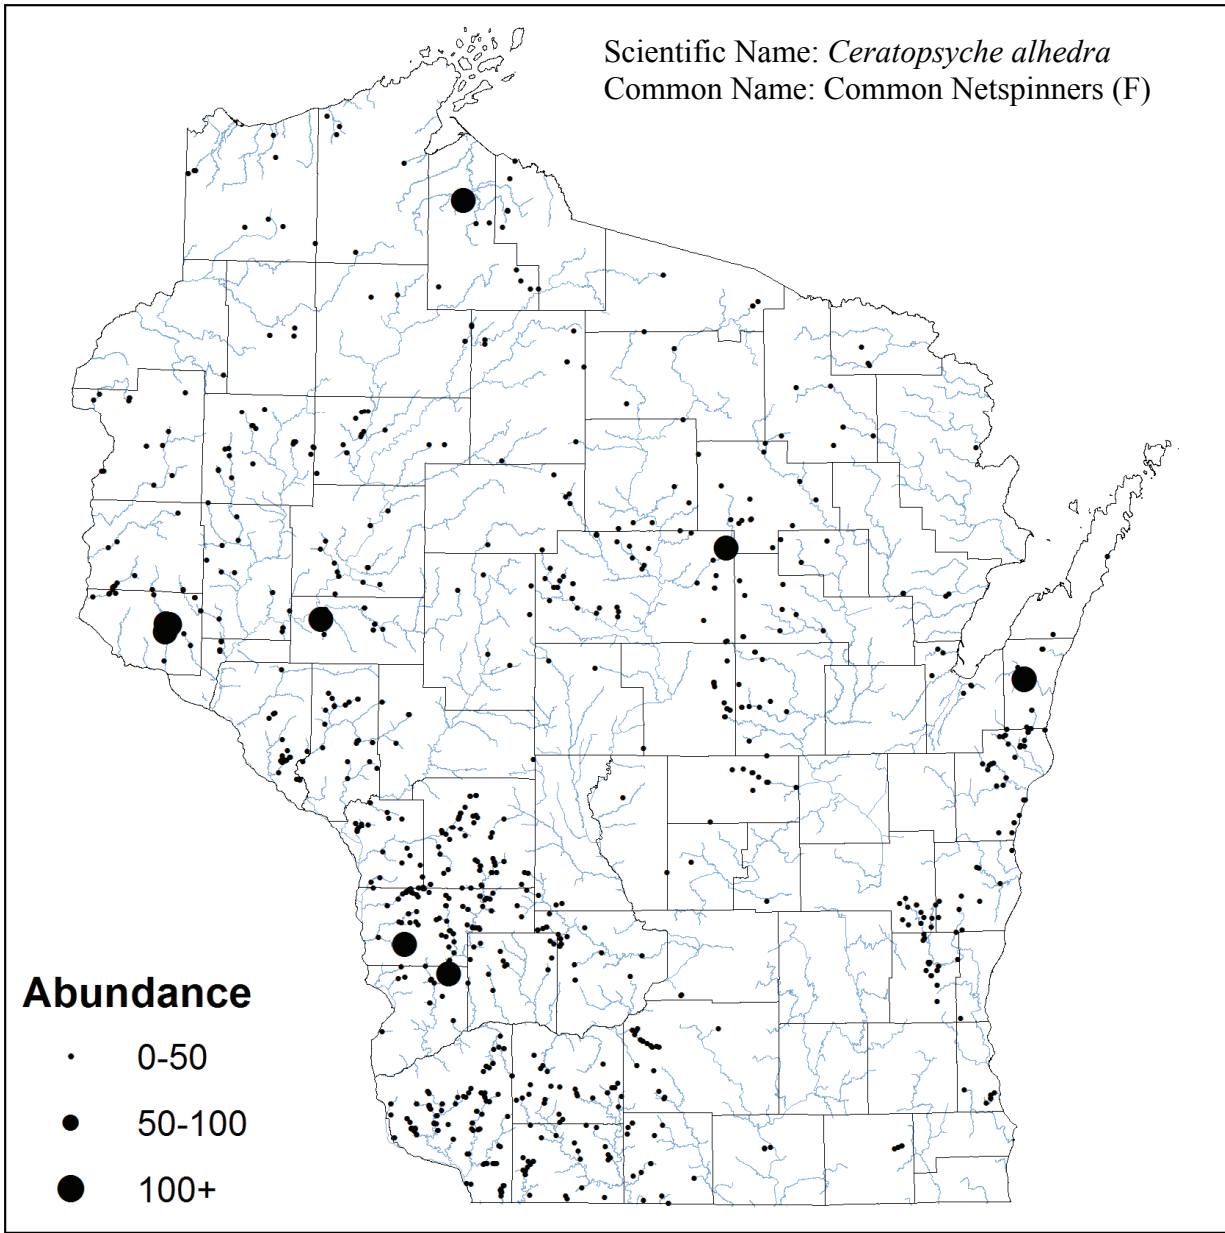 Scientific Name: Ceratopsyche alhedra
Common Name: Common Netspinners (F)
Abundance
0-50
50-100
100+